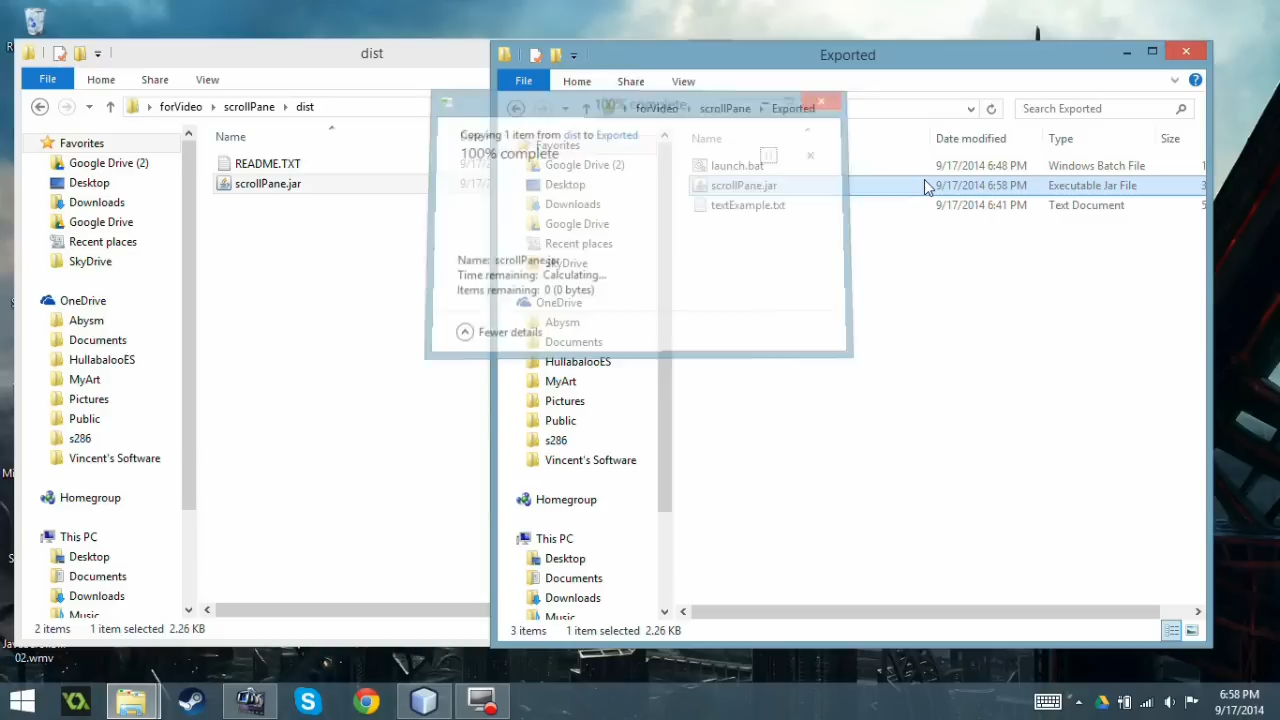 dist
File
Home
Share
View
forVideo
scrollPane
dist
Favorites
Google Drive (2)
Desktop
Downloads
Google Drive
Recent places
SkyDrive
OneDrive
Abysm
Documents
HullabalooES
MyArt
Pictures
Public
s286
Vincent's Software
Homegroup
This PC
Desktop
Documents
Downloads
Music
Name
README.TXT
scrollPane.jar
2 items 1 item selected 2.26 KB
Exported
File
Home
Share
View
forVideo
scrollPane
Exported
Search Exported
Favorites
Google Drive (2)
Desktop
Downloads
Google Drive
Recent places
SkyDrive
OneDrive
Abysm
Documents
HullabalooES
MyArt
Pictures
Public
s286
Vincent's Software
Homegroup
This PC
Desktop
Documents
Downloads
Music
Name Date modified Type Size
launch.bat 9/17/2014 6:48 PM Windows Batch File
scrollPane.jar 9/17/2014 6:58 PM Executable Jar File
textExample.txt 9/17/2014 6:41 PM Text Document
3 items 1 item selected 2.26 KB
100% complete
Copying 1 item from dist to Exported
100% complete
Name: scrollPane.jar
Time remaining: Calculating...
Items remaining: 0 (0 bytes)
Fewer details
02.wmv
6:58 PM
9/17/2014